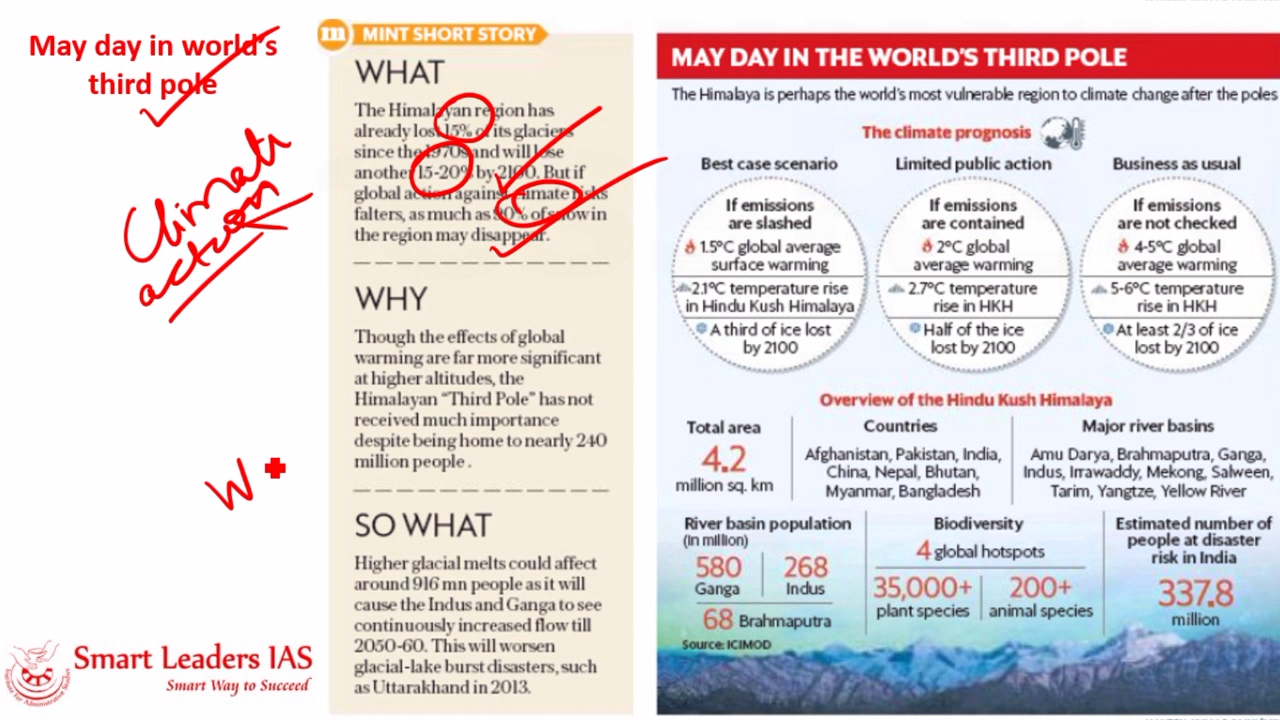 May day in world's
third pole
Climate
action
W
Smart Leaders IAS
Smart Way to Succeed
m MINT SHORT STORY
WHAT
The Himalayan region has
already lost 15% of its glaciers
since the 1970s and will lose
another 15-20% by 2100. But if
global action against climate risks
falters, as much as 90% of snow in
the region may disappear.
WHY
Though the effects of global
warming are far more significant
at higher altitudes, the
Himalayan “Third Pole” has not
received much importance
despite being home to nearly 240
million people .
SO WHAT
Higher glacial melts could affect
around 916 mn people as it will
cause the Indus and Ganga to see
continuously increased flow till
2050-60. This will worsen
glacial-lake burst disasters, such
as Uttarakhand in 2013.
MAY DAY IN THE WORLD'S THIRD POLE
The Himalaya is perhaps the world's most vulnerable region to climate change after the poles
The climate prognosis
Best case scenario
If emissions
are slashed
1.5°C global average
surface warming
2.1°C temperature rise
in Hindu Kush Himalaya
A third of ice lost
by 2100
Limited public action
If emissions
are contained
2°C global
average warming
2.7°C temperature
rise in HKH
Half of the ice
lost by 2100
Business as usual
If emissions
are not checked
4-5°C global
average warming
5-6°C temperature
rise in HKH
At least 2/3 of ice
lost by 2100
Overview of the Hindu Kush Himalaya
Total area
4.2
million sq. km
Countries
Afghanistan, Pakistan, India,
China, Nepal, Bhutan,
Myanmar, Bangladesh
Major river basins
Amu Darya, Brahmaputra, Ganga,
Indus, Irrawaddy, Mekong, Salween,
Tarim, Yangtze, Yellow River
River basin population
(in million)
580
Ganga
268
Indus
68 Brahmaputra
Source: ICIMOD
Biodiversity
4 global hotspots
35,000+
plant species
200+
animal species
Estimated number of
people at disaster
risk in India
337.8
million